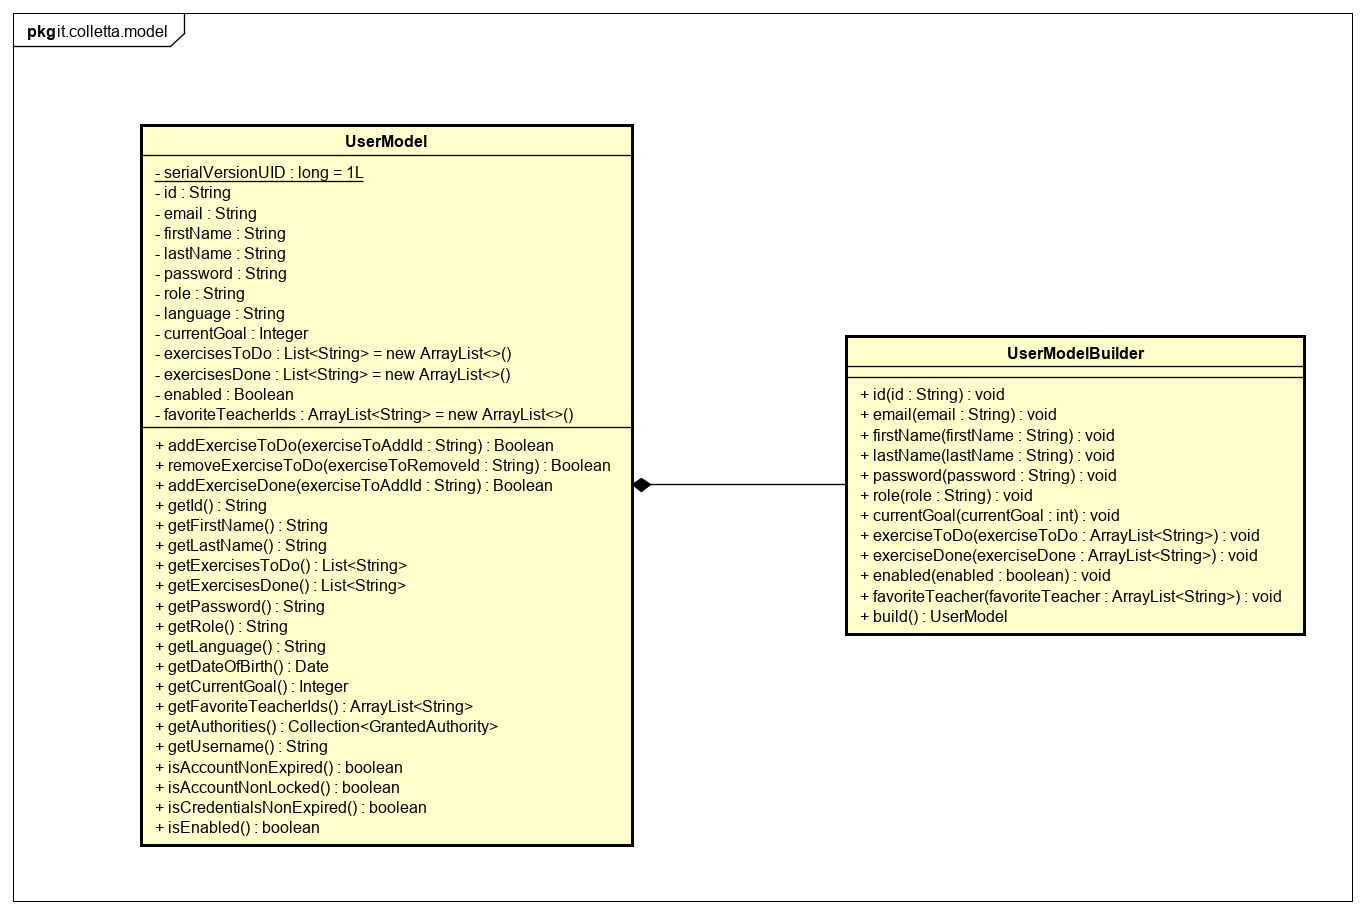 pkg it.colletta.model
UserModel
- serialVersionUID : long = 1L
- id : String
- email : String
- firstName : String
- lastName : String
- password : String
- role : String
- language : String
- currentGoal : Integer
- exercisesToDo : List<String> = new ArrayList<>()
- exercisesDone : List<String> = new ArrayList<>()
- enabled : Boolean
- favoriteTeacherIds : ArrayList<String> = new ArrayList<>()
+ addExerciseToDo(exerciseToAddId : String) : Boolean
+ removeExerciseToDo(exerciseToRemoveId : String) : Boolean
+ addExerciseDone(exerciseToAddId : String) : Boolean
+ getId() : String
+ getFirstName() : String
+ getLastName() : String
+ getExercisesToDo() : List<String>
+ getExercisesDone() : List<String>
+ getPassword() : String
+ getRole() : String
+ getLanguage() : String
+ getDateOfBirth() : Date
+ getCurrentGoal() : Integer
+ getFavoriteTeacherIds() : ArrayList<String>
+ getAuthorities() : Collection<GrantedAuthority>
+ getUsername() : String
+ isAccountNonExpired() : boolean
+ isAccountNonLocked() : boolean
+ isCredentialsNonExpired() : boolean
+ isEnabled() : boolean
UserModelBuilder
+ id(id : String) : void
+ email(email : String) : void
+ firstName(firstName : String) : void
+ lastName(lastName : String) : void
+ password(password : String) : void
+ role(role : String) : void
+ currentGoal(currentGoal : int) : void
+ exerciseToDo(exerciseToDo : ArrayList<String>) : void
+ exerciseDone(exerciseDone : ArrayList<String>) : void
+ enabled(enabled : boolean) : void
+ favoriteTeacher(favoriteTeacher : ArrayList<String>) : void
+ build() : UserModel